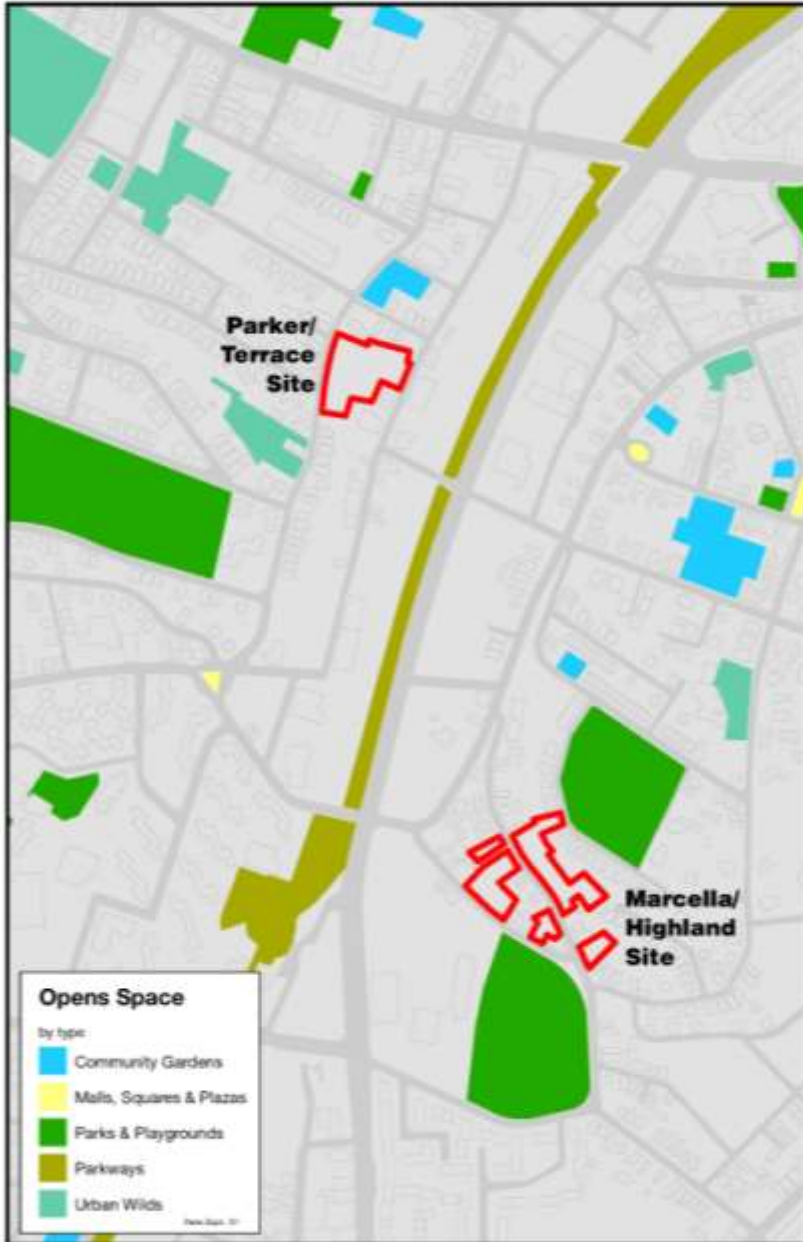 Parker/
Terrace
Site
Marcella/
Highland
Site
Opens Space
by type
Community Gardens
Malls, Squares & Plazas
Parks & Playgrounds
Parkways
Urban Wilds